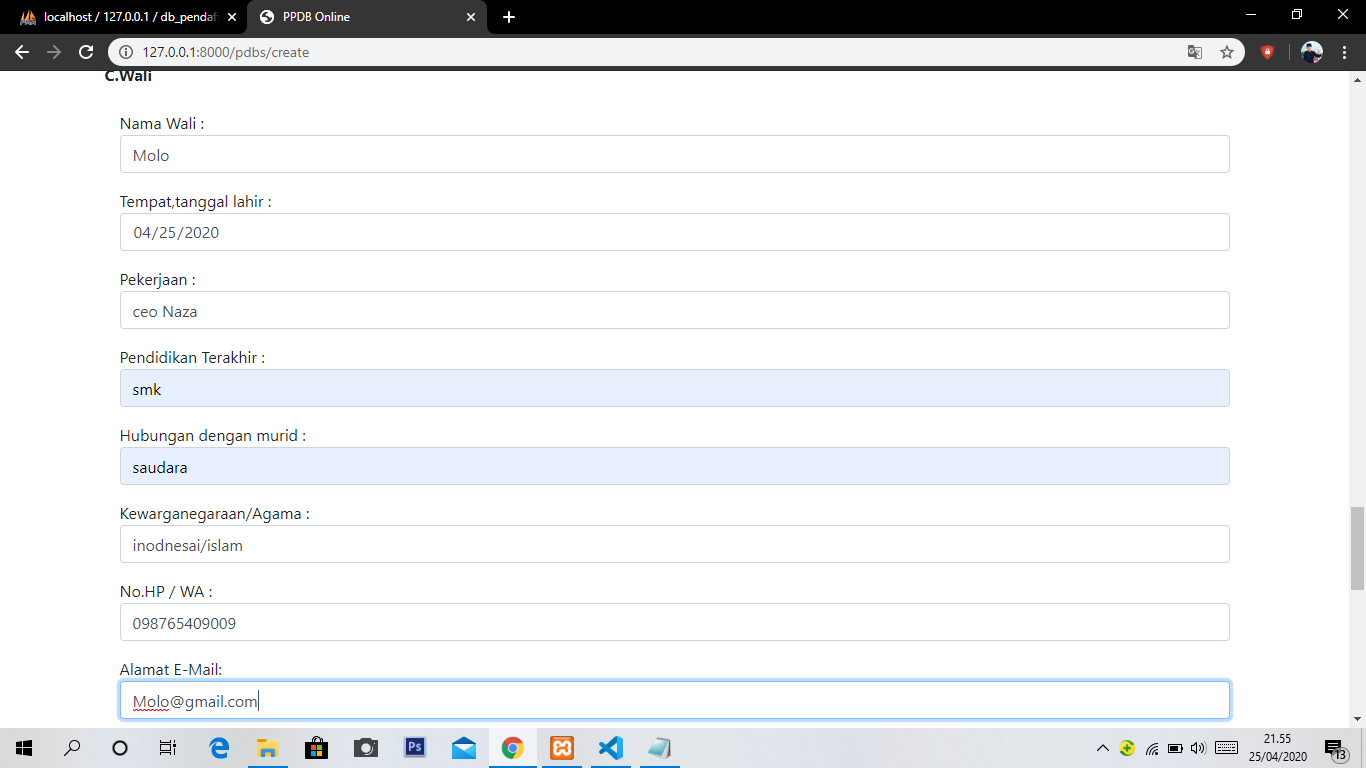 localhost / 127.0.0.1 / db_pendaf
PPDB Online
127.0.0.1:8000/pdbs/create
C.Wali
Nama Wali :
Molo
Tempat,tanggal lahir :
04/25/2020
Pekerjaan :
ceo Naza
Pendidikan Terakhir :
smk
Hubungan dengan murid :
saudara
Kewarganegaraan/Agama :
inodnesai/islam
No.HP / WA :
098765409009
Alamat E-Mail:
Molo@gmail.com
Ps
21.55
25/04/2020
13